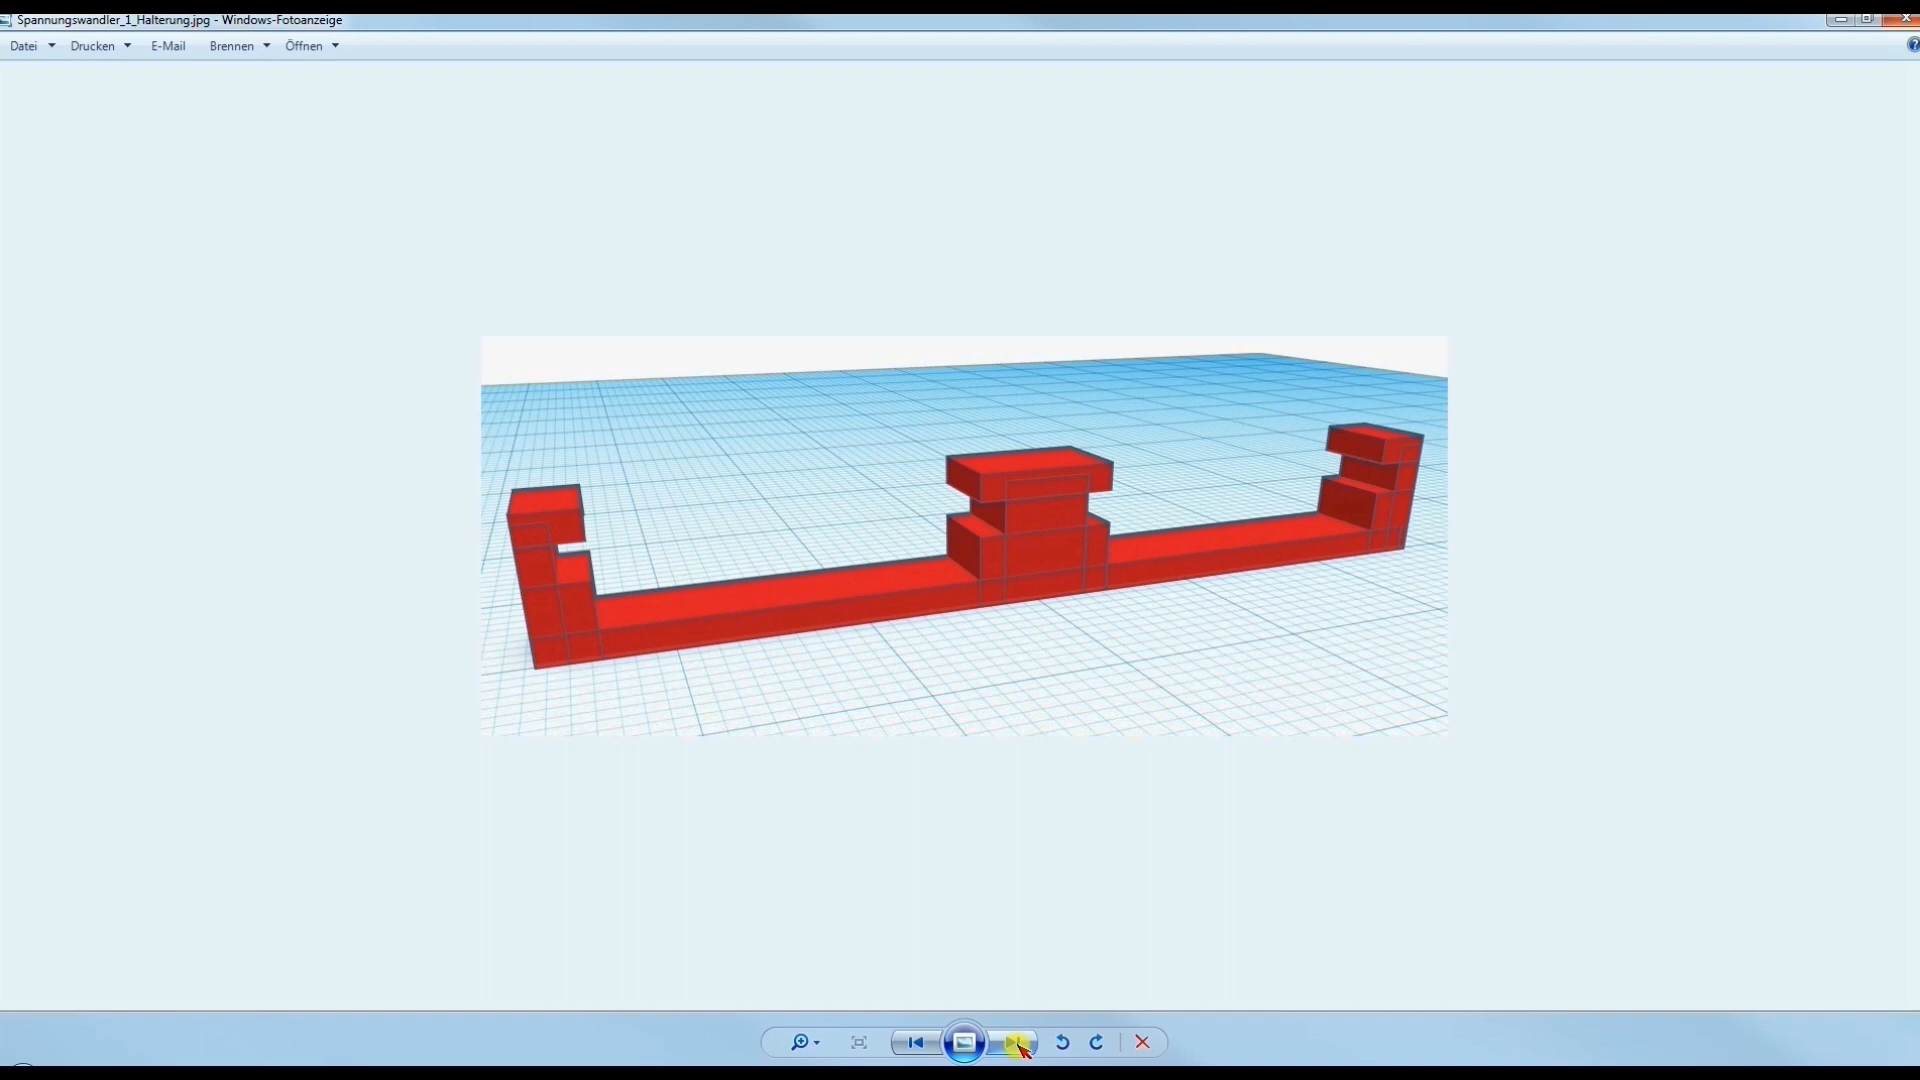 Spannungswandler_1_Halterung.jpg - Windows-Fotoanzeige
Datei Drucken E-Mail Brennen Öffnen